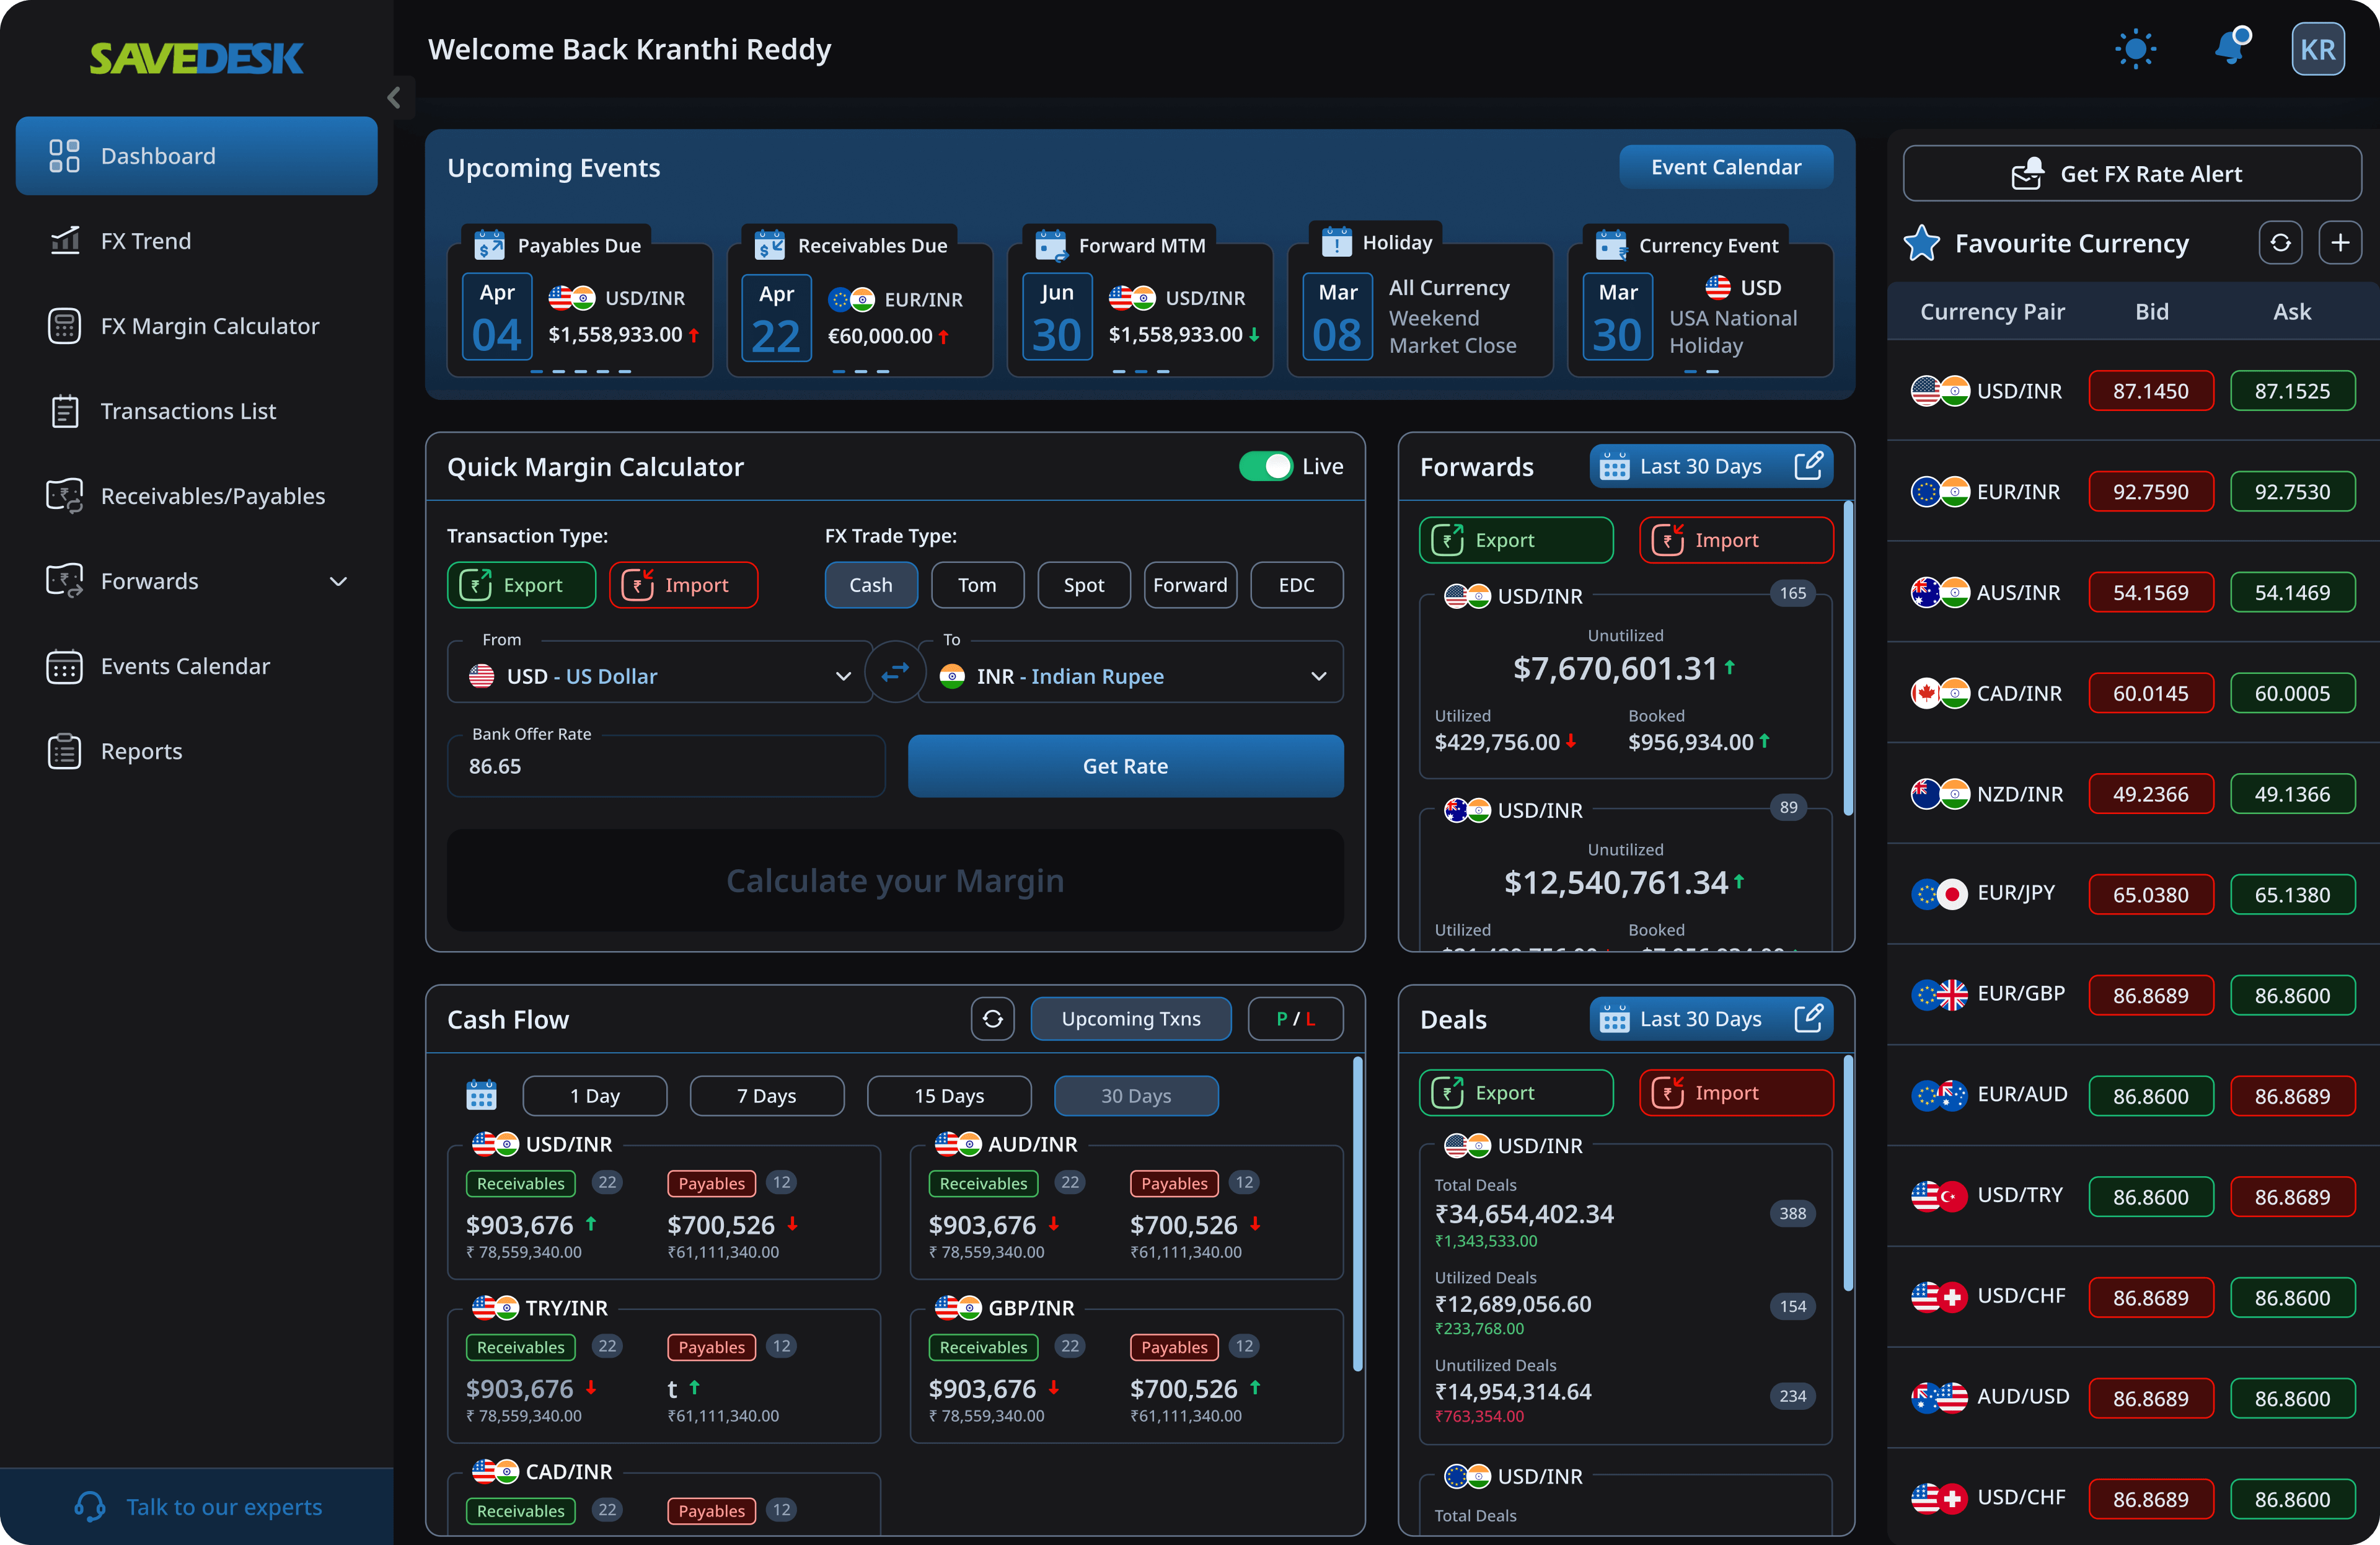 SAVEDESK
Dashboard
FX Trend
FX Margin Calculator
Transactions List
Receivables/Payables
Forwards
Events Calendar
Reports
Talk to our experts
Welcome Back Kranthi Reddy
KR
Upcoming Events
Event Calendar
Payables Due
Apr
04
USD/INR
$1,558,933.00
Receivables Due
Apr
22
EUR/INR
€60,000.00
Forward MTM
Jun
30
USD/INR
$1,558,933.00
Holiday
Mar
08
All Currency
Weekend
Market Close
Currency Event
Mar
30
USD
USA National
Holiday
Quick Margin Calculator
Live
Transaction Type:
Export
Import
FX Trade Type:
Cash
Tom
Spot
Forward
EDC
From
USD - US Dollar
To
INR - Indian Rupee
Bank Offer Rate
86.65
Get Rate
Calculate your Margin
Forwards
Last 30 Days
Export
Import
USD/INR
165
Unutilized
$7,670,601.31
Utilized
Booked
$429,756.00
$956,934.00
USD/INR
89
Unutilized
$12,540,761.34
Utilized
Booked
Cash Flow
Upcoming Txns
P / L
1 Day
7 Days
15 Days
30 Days
USD/INR
Receivables 22
Payables 12
$903,676
$700,526
₹ 78,559,340.00
₹61,111,340.00
AUD/INR
Receivables 22
Payables 12
$903,676
$700,526
₹ 78,559,340.00
₹61,111,340.00
TRY/INR
Receivables 22
Payables 12
$903,676
t
₹ 78,559,340.00
₹61,111,340.00
GBP/INR
Receivables 22
Payables 12
$903,676
$700,526
₹ 78,559,340.00
₹61,111,340.00
CAD/INR
Receivables 22
Payables 12
Deals
Last 30 Days
Export
Import
USD/INR
Total Deals
₹34,654,402.34
388
₹1,343,533.00
Utilized Deals
₹12,689,056.60
154
₹233,768.00
Unutilized Deals
₹14,954,314.64
234
₹763,354.00
USD/INR
Total Deals
Get FX Rate Alert
Favourite Currency
Currency Pair Bid Ask
USD/INR 87.1450 87.1525
EUR/INR 92.7590 92.7530
AUS/INR 54.1569 54.1469
CAD/INR 60.0145 60.0005
NZD/INR 49.2366 49.1366
EUR/JPY 65.0380 65.1380
EUR/GBP 86.8689 86.8600
EUR/AUD 86.8600 86.8689
USD/TRY 86.8600 86.8689
USD/CHF 86.8689 86.8600
AUD/USD 86.8689 86.8600
USD/CHF 86.8689 86.8600